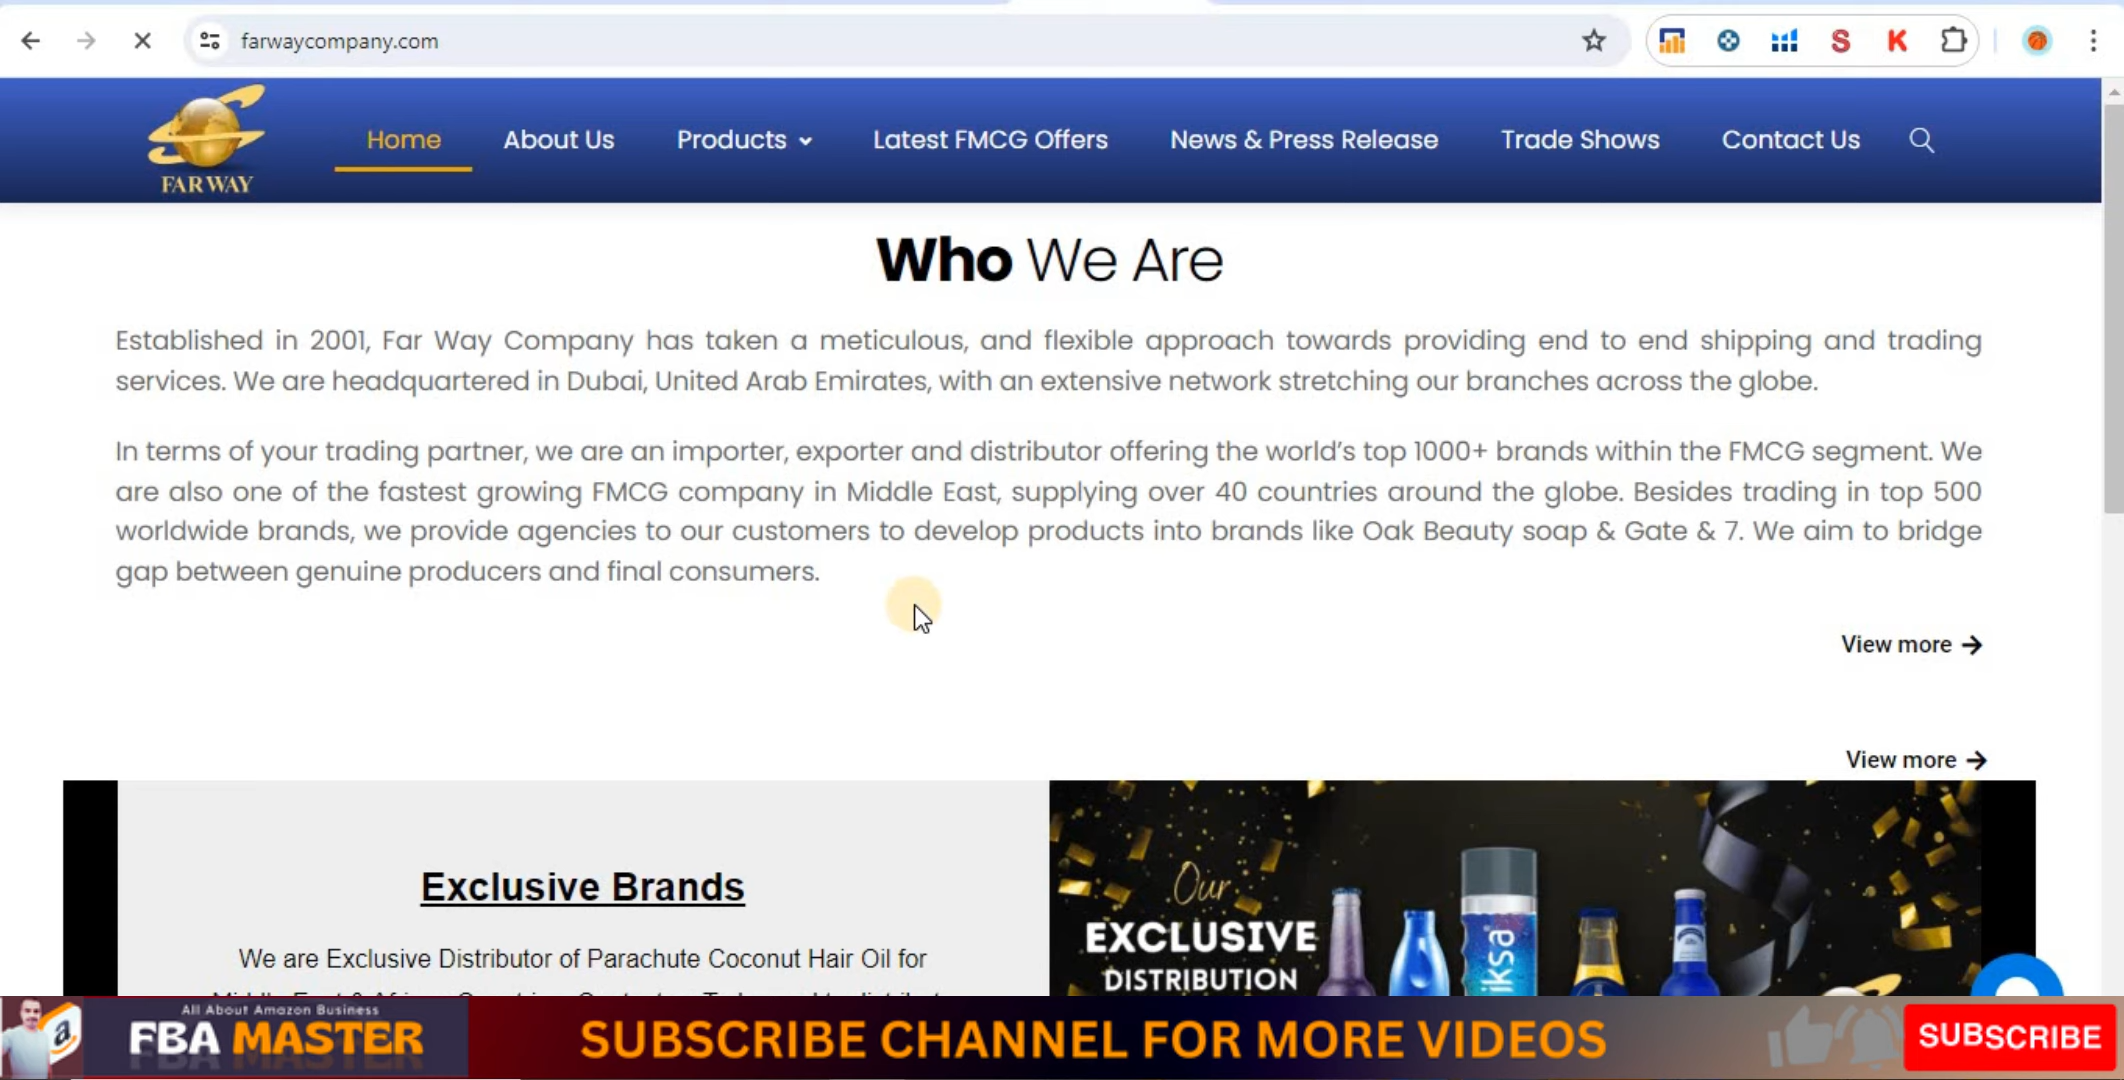 farwaycompany.com
FAR WAY
Home
About Us
Products
Latest FMCG Offers
News & Press Release
Trade Shows
Contact Us
Who We Are
Established in 2001, Far Way Company has taken a meticulous, and flexible approach towards providing end to end shipping and trading
services. We are headquartered in Dubai, United Arab Emirates, with an extensive network stretching our branches across the globe.
In terms of your trading partner, we are an importer, exporter and distributor offering the world's top 1000+ brands within the FMCG segment. We
are also one of the fastest growing FMCG company in Middle East, supplying over 40 countries around the globe. Besides trading in top 500
worldwide brands, we provide agencies to our customers to develop products into brands like Oak Beauty soap & Gate & 7. We aim to bridge
gap between genuine producers and final consumers.
View more →
View more →
Exclusive Brands
We are Exclusive Distributor of Parachute Coconut Hair Oil for
Our
EXCLUSIVE
DISTRIBUTION
iksa
All About Amazon Business
FBA MASTER
SUBSCRIBE CHANNEL FOR MORE VIDEOS
SUBSCRIBE